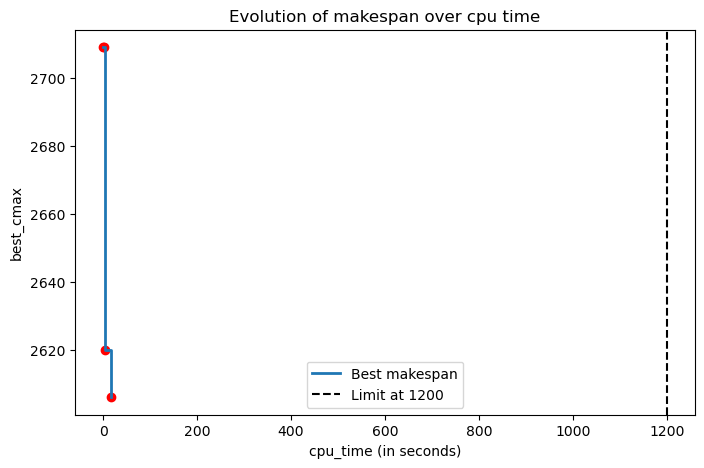 Evolution of makespan over cpu time
best_cmax
2700
2680
2660
2640
2620
Best makespan
Limit at 1200
0
200
400
600
800
1000
1200
cpu_time (in seconds)